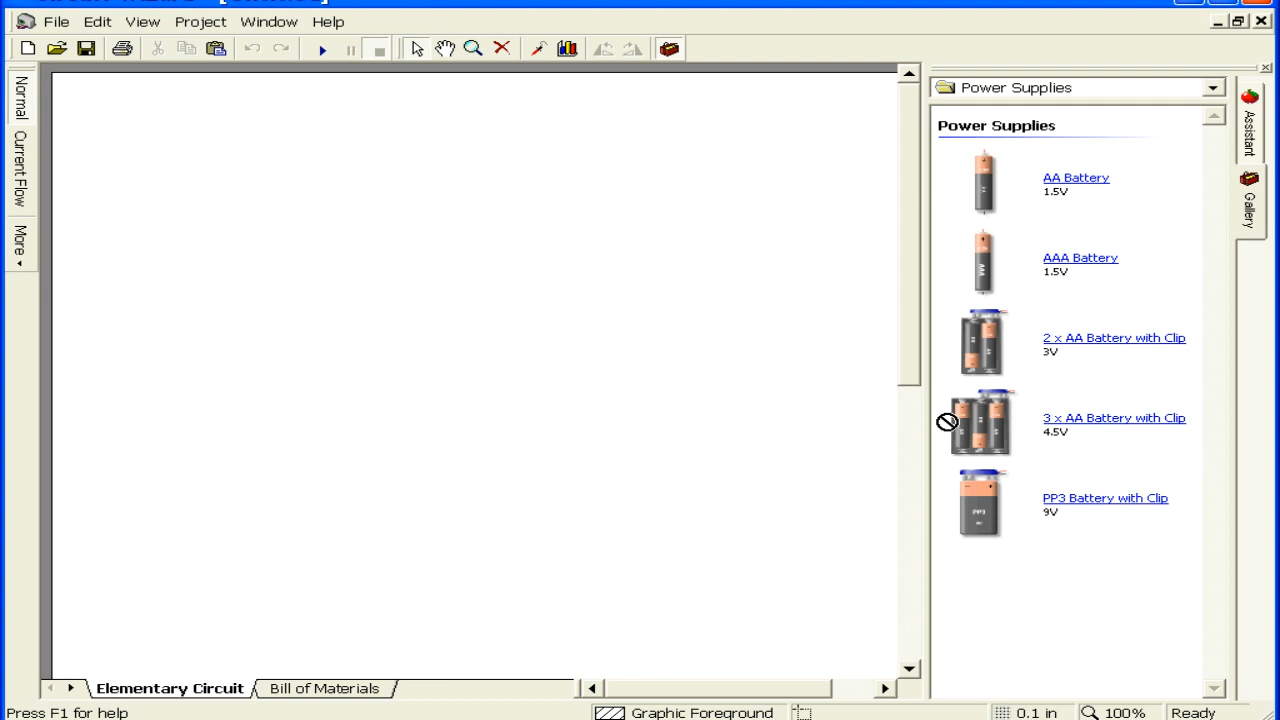 File Edit View Project Window Help
Normal
Current Flow
More
Power Supplies
Power Supplies
AA Battery
1.5V
AAA Battery
1.5V
2 x AA Battery with Clip
3V
3 x AA Battery with Clip
4.5V
PP3 Battery with Clip
9V
PP3
Assistant
Gallery
Elementary Circuit Bill of Materials
Press F1 for help Graphic Foreground 0.1 in 100% Ready